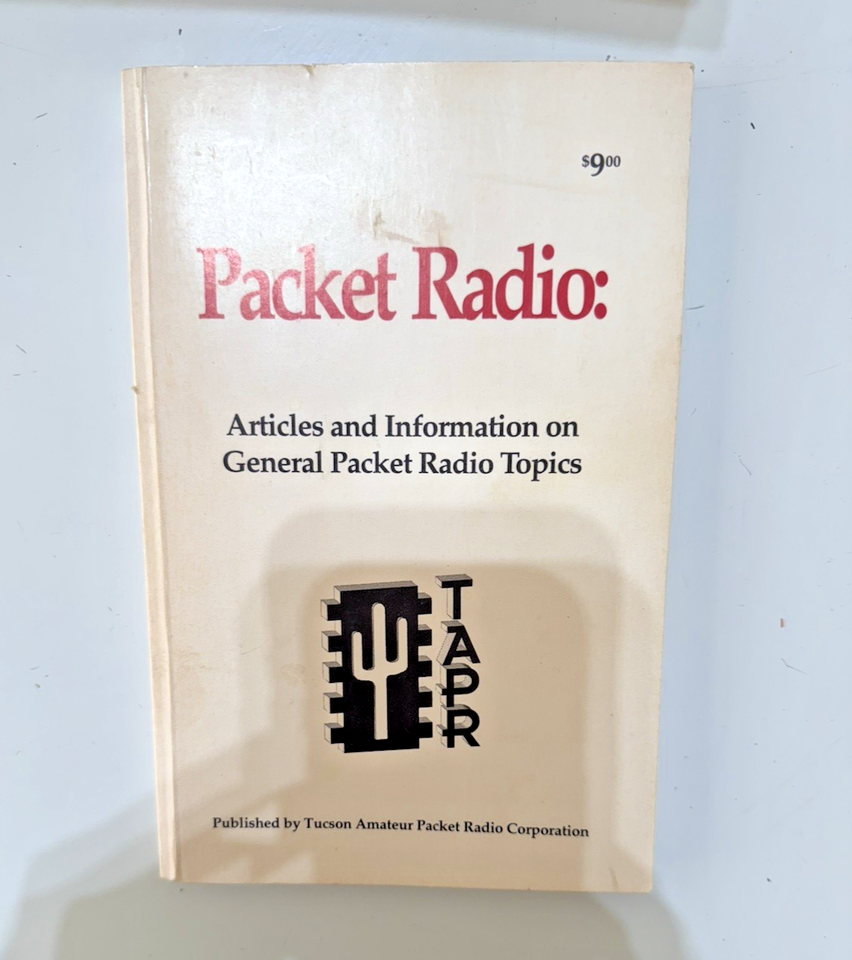 $9.00
Packet Radio:
Articles and Information on
General Packet Radio Topics
TAPR
Published by Tucson Amateur Packet Radio Corporation